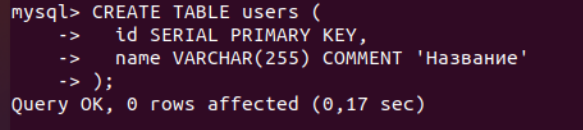 mysql> CREATE TABLE users (
    ->   id SERIAL PRIMARY KEY,
    ->   name VARCHAR(255) COMMENT 'Название'
    -> );
Query OK, 0 rows affected (0,17 sec)